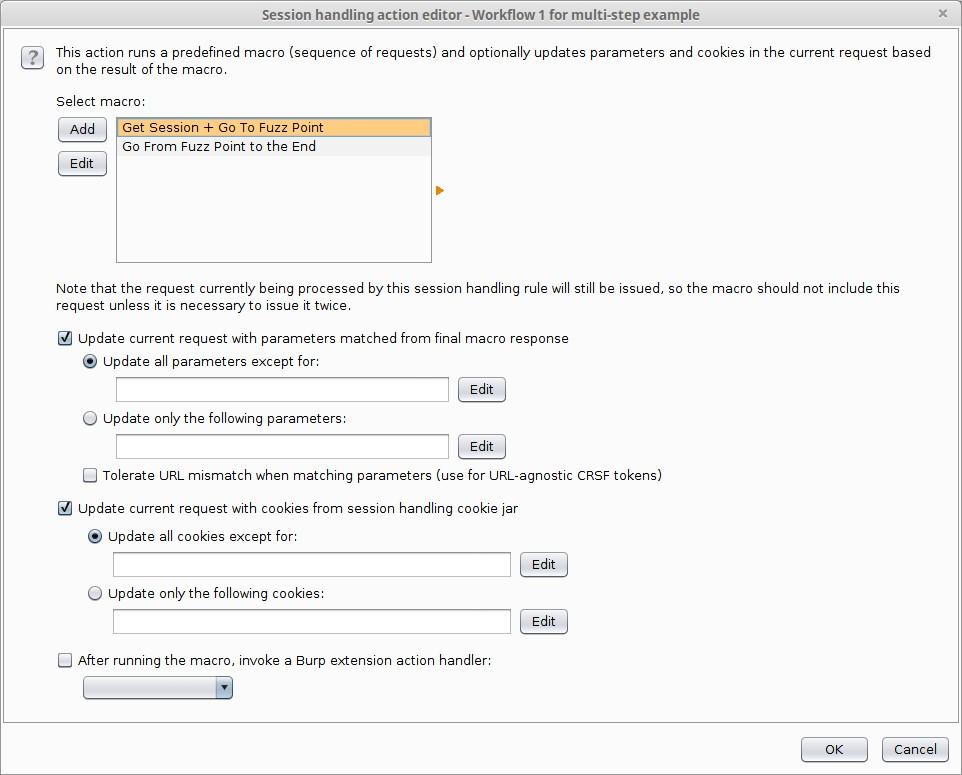 Session handling action editor - Workflow 1 for multi-step example
×
?
This action runs a predefined macro (sequence of requests) and optionally updates parameters and cookies in the current request based
on the result of the macro.
Select macro:
Add
Get Session + Go To Fuzz Point
Go From Fuzz Point to the End
Edit
Note that the request currently being processed by this session handling rule will still be issued, so the macro should not include this
request unless it is necessary to issue it twice.
Update current request with parameters matched from final macro response
Update all parameters except for:
Edit
Update only the following parameters:
Edit
Tolerate URL mismatch when matching parameters (use for URL-agnostic CRSF tokens)
Update current request with cookies from session handling cookie jar
Update all cookies except for:
Edit
Update only the following cookies:
Edit
After running the macro, invoke a Burp extension action handler:
OK
Cancel